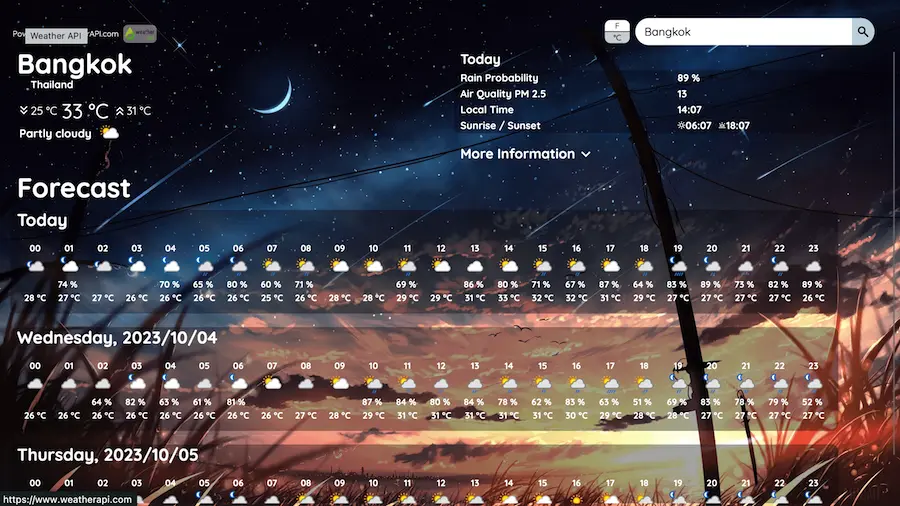 Weather API
rAPI.com
F
°C
Bangkok
Bangkok
Thailand
25 °C 33 °C 31 °C
Partly cloudy
Today
Rain Probability 89 %
Air Quality PM 2.5 13
Local Time 14:07
Sunrise / Sunset 06:07 18:07
More Information
Forecast
Today
00 01 02 03 04 05 06 07 08 09 10 11 12 13 14 15 16 17 18 19 20 21 22 23
74 % 70 % 65 % 80 % 60 % 71 % 69 % 86 % 80 % 71 % 67 % 87 % 64 % 83 % 89 % 73 % 82 % 89 %
28 °C 27 °C 27 °C 26 °C 26 °C 26 °C 26 °C 25 °C 26 °C 28 °C 28 °C 29 °C 29 °C 31 °C 33 °C 32 °C 32 °C 31 °C 29 °C 27 °C 27 °C 27 °C 27 °C 26 °C
Wednesday, 2023/10/04
00 01 02 03 04 05 06 07 08 09 10 11 12 13 14 15 16 17 18 19 20 21 22 23
64 % 82 % 63 % 61 % 81 % 87 % 84 % 80 % 84 % 78 % 62 % 83 % 63 % 51 % 69 % 83 % 78 % 79 % 52 %
26 °C 26 °C 26 °C 26 °C 26 °C 26 °C 26 °C 26 °C 27 °C 28 °C 29 °C 31 °C 31 °C 31 °C 31 °C 31 °C 30 °C 29 °C 28 °C 28 °C 27 °C 27 °C 27 °C 27 °C
Thursday, 2023/10/05
00 01 02 03 04 05 06 07 08 09 10 11 12 13 14 15 16 17 18 19 20 21 22 23
https://www.weatherapi.com